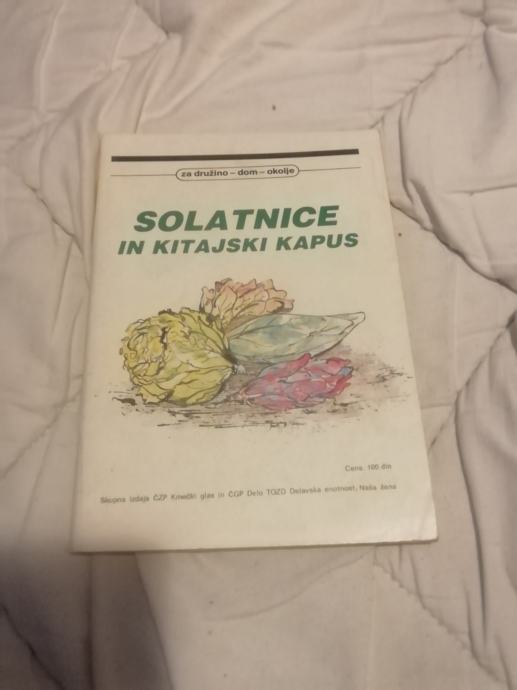 za družino – dom – okolje
SOLATNICE
IN KITAJSKI KAPUS
Cena 100 din
Skupna izdaja ČZP Kmečki glas in ČGP Delo TOZD Delavska enotnost, Naša žena